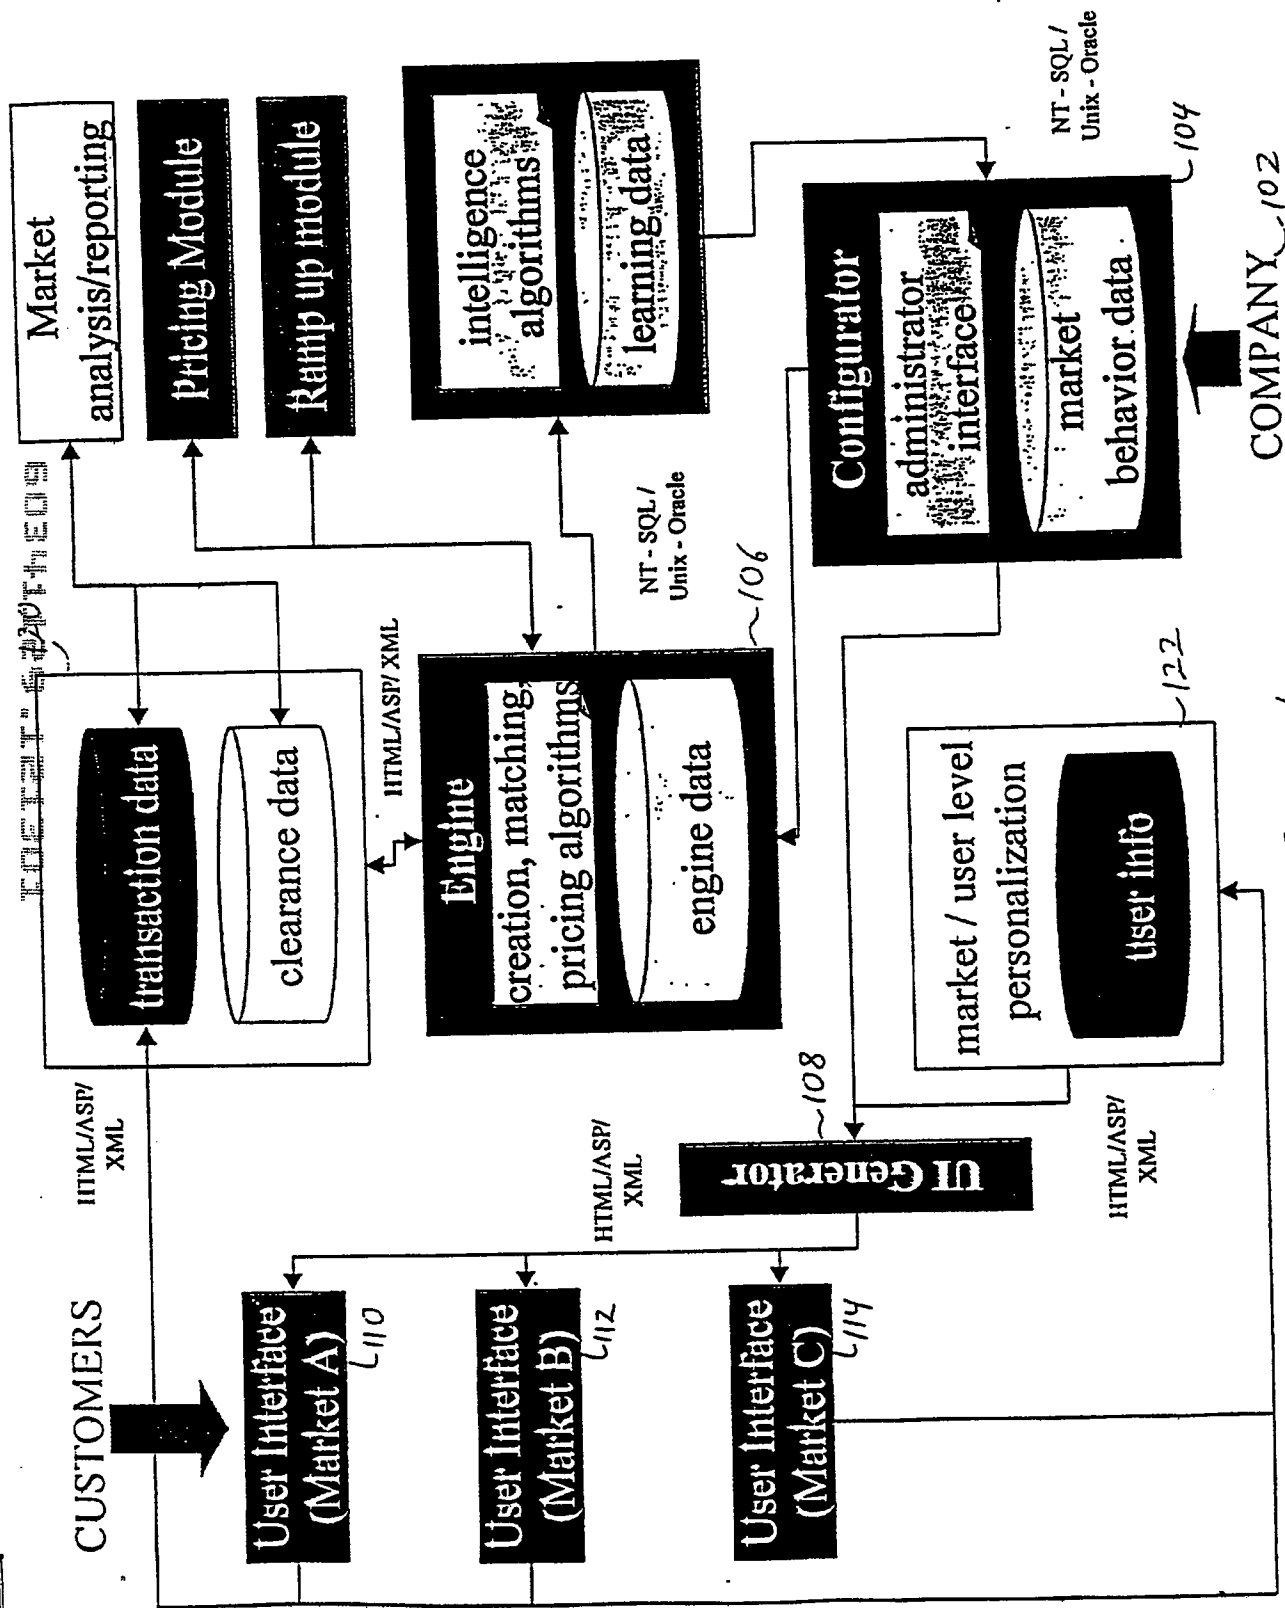 CUSTOMERS
HTML/ASP/
XML
transaction data
clearance data
Market
analysis/reporting
Pricing Module
Ramp up module
User Interface
(Market A)
110
HTML/ASP/ XML
Engine
creation, matching,
pricing algorithms
engine data
106
NT - SQL /
Unix - Oracle
intelligence
algorithms
learning data
User Interface
(Market B)
112
HTML/ASP/
XML
UI Generator
108
User Interface
(Market C)
114
Configurator
administrator
interface
market
behavior data
104
NT - SQL /
Unix - Oracle
market / user level
personalization
user info
122
HTML/ASP/
XML
COMPANY
102